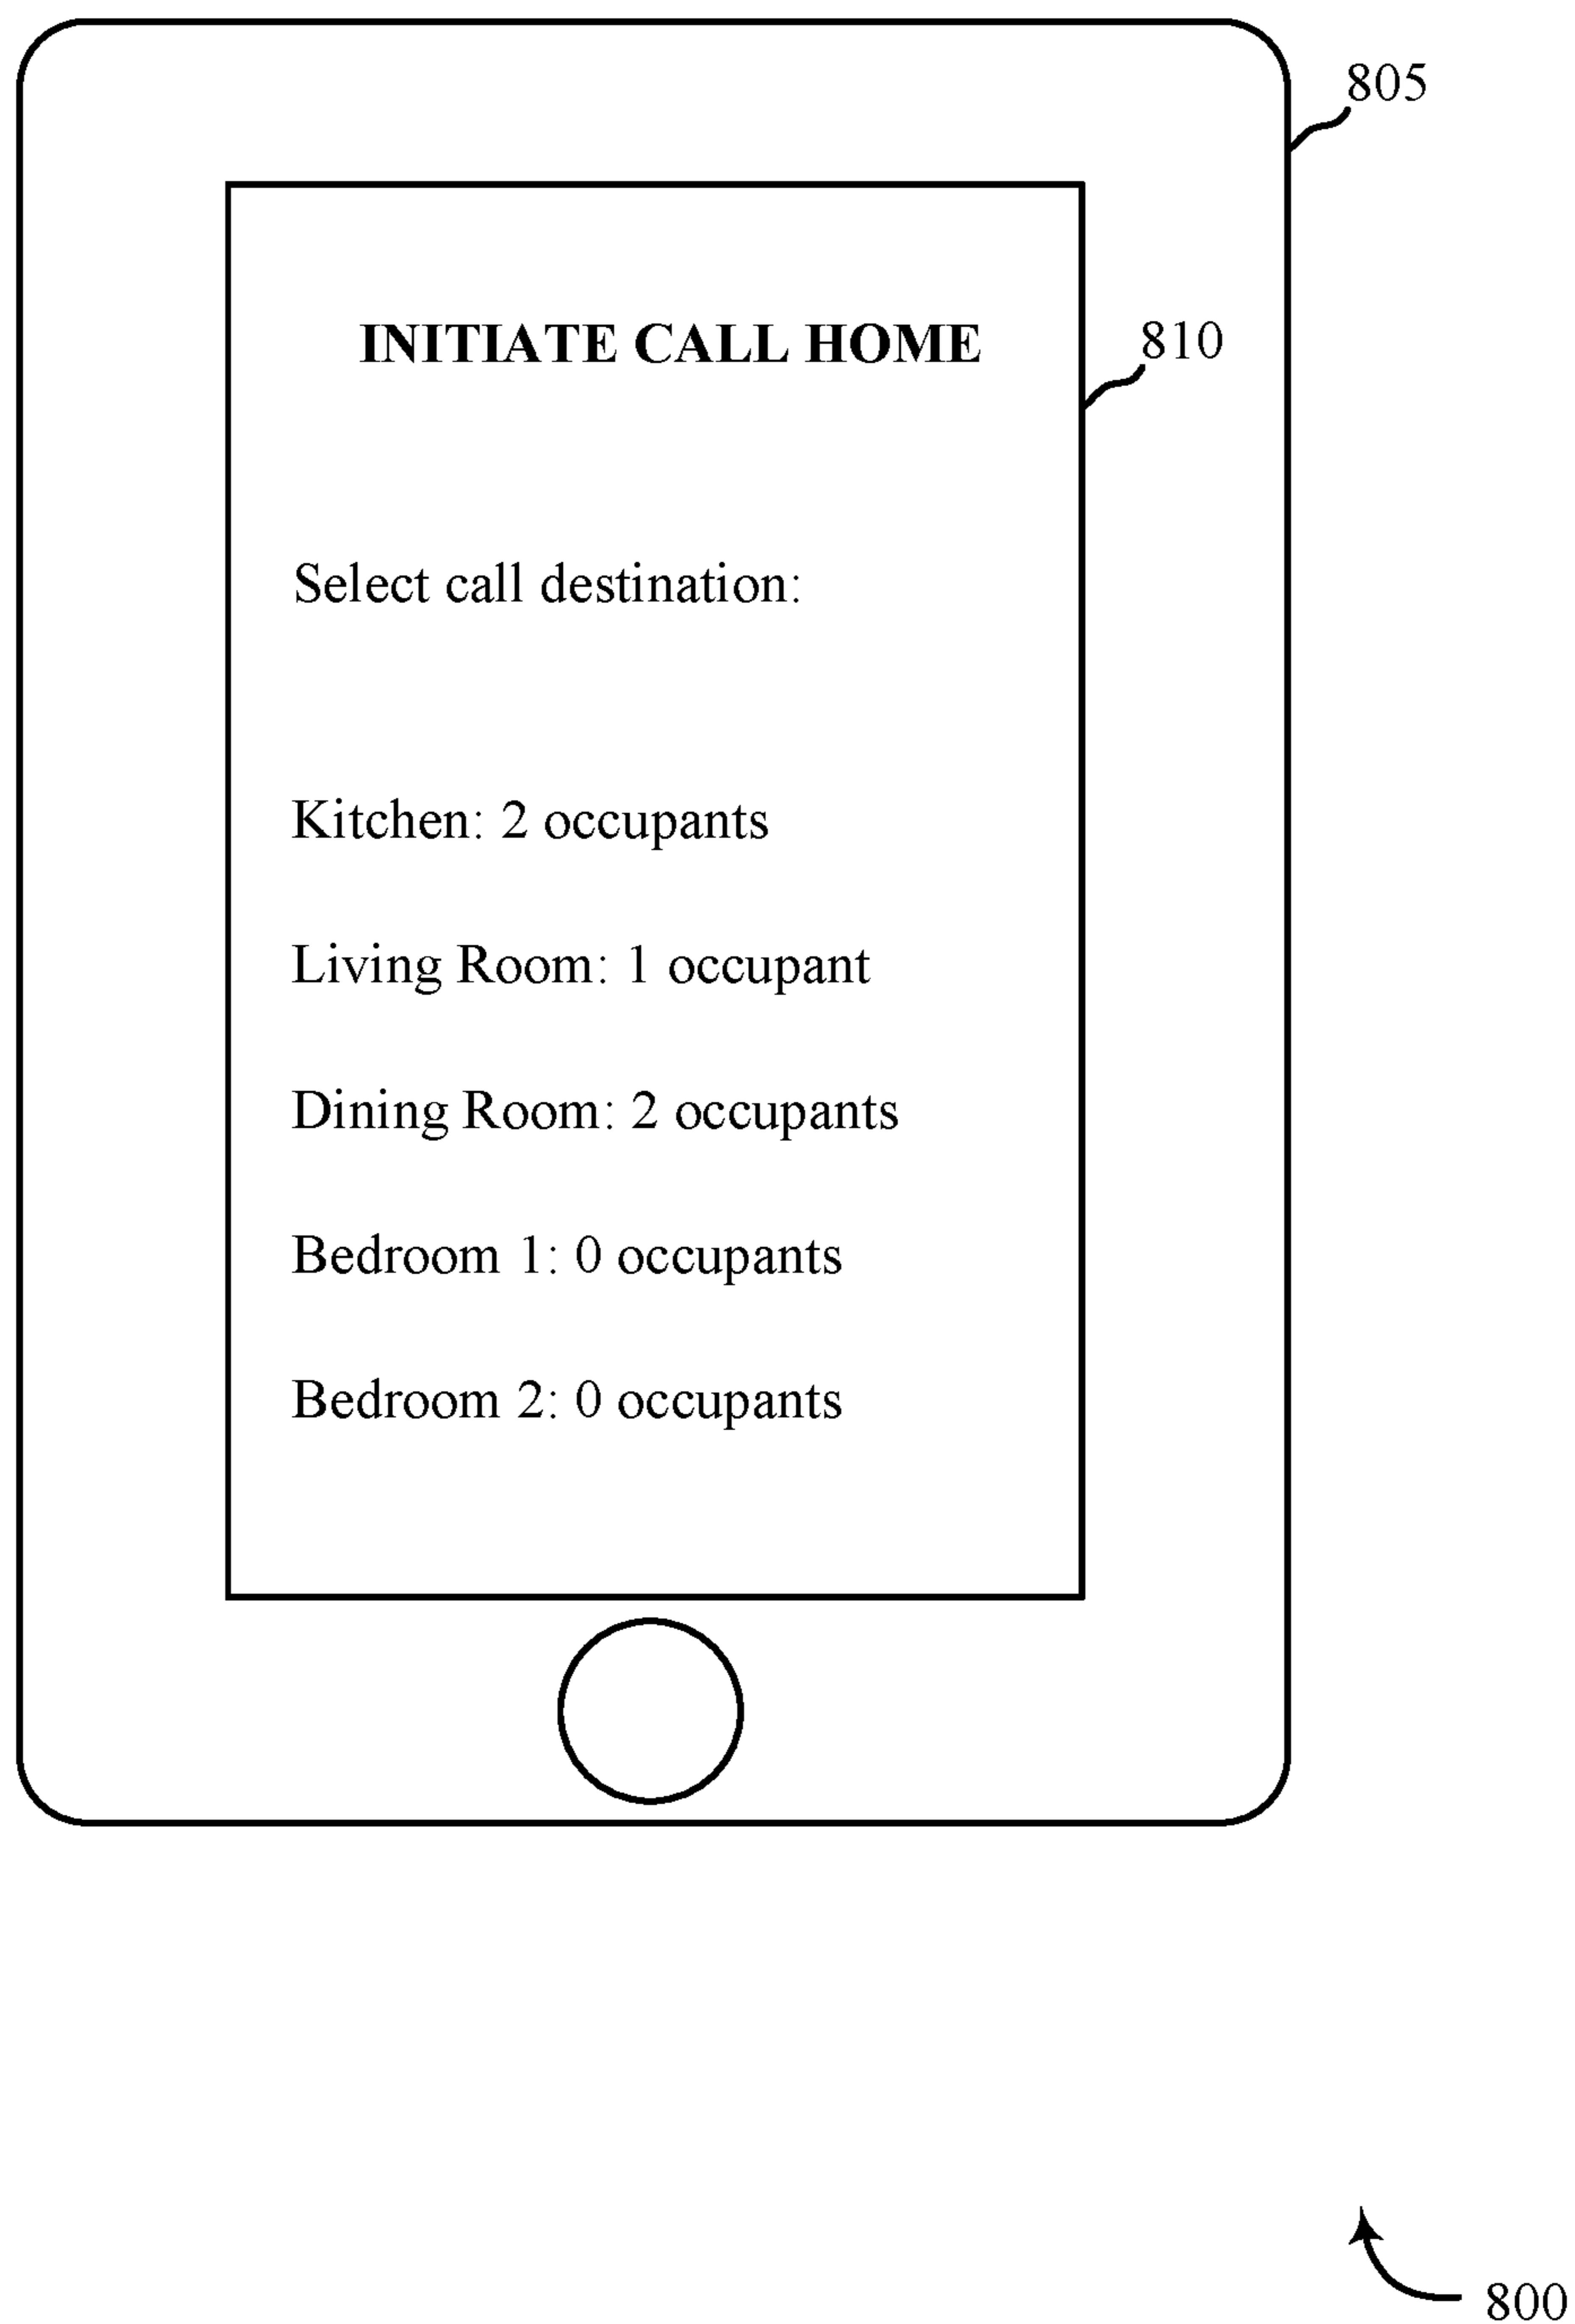 805
INITIATE CALL HOME
810
Select call destination:
Kitchen: 2 occupants
Living Room: 1 occupant
Dining Room: 2 occupants
Bedroom 1: 0 occupants
Bedroom 2: 0 occupants
800